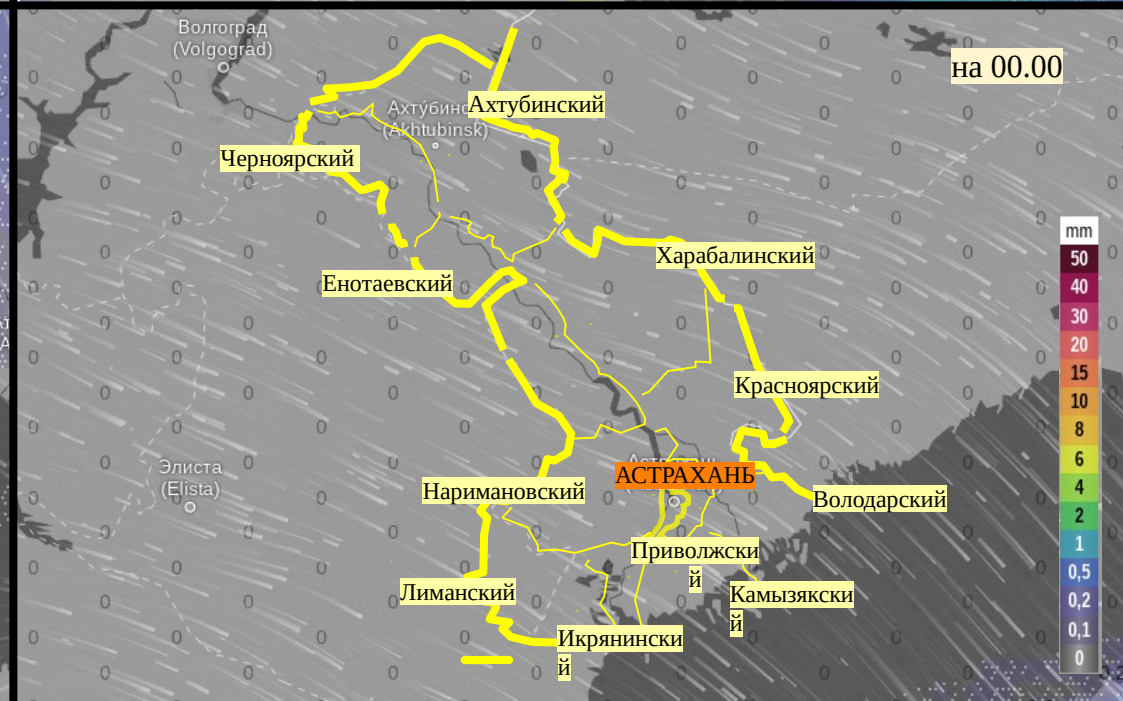 Волгоград
(Volgograd)
на 00.00
Ахтубинский
(Akhtubinsk)
Черноярский
Харабалинский
Енотаевский
Красноярский
Элиста
(Elista)
АСТРАХАНЬ
Наримановский
Володарский
Приволжски
й
Лиманский
Камызякски
й
Икрянински
й
mm
50
40
30
20
15
10
8
6
4
2
1
0,5
0,2
0,1
0